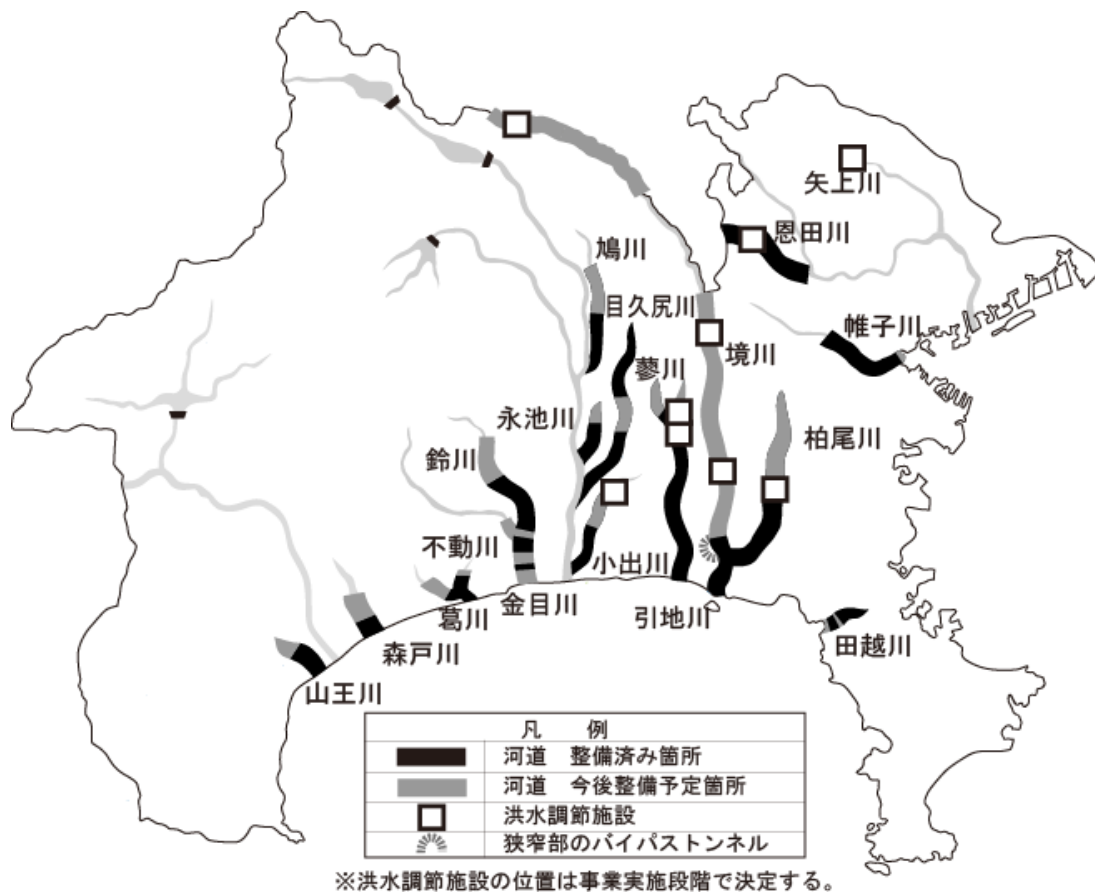 矢上川
恩田川
鳩川
目久尻川
帷子川
境川
蓼川
永池川
柏尾川
鈴川
不動川
小出川
葛川
金目川
引地川
田越川
森戸川
山王川
凡 例
河道 整備済み箇所
河道 今後整備予定箇所
洪水調節施設
狭窄部のバイパストンネル
※洪水調節施設の位置は事業実施段階で決定する。